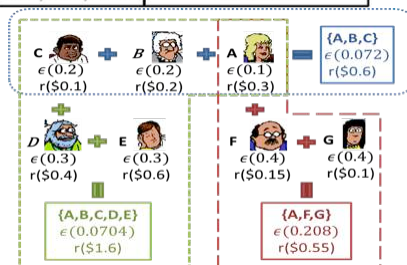 C B A {A,B,C}
ϵ(0.2) ϵ(0.2) ϵ(0.1) ϵ(0.072)
r($0.1) r($0.2) r($0.3) r($0.6)
D E F G
ϵ(0.3) ϵ(0.3) ϵ(0.4) ϵ(0.4)
r($0.4) r($0.6) r($0.15) r($0.1)
{A,B,C,D,E} {A,F,G}
ϵ(0.0704) ϵ(0.208)
r($1.6) r($0.55)